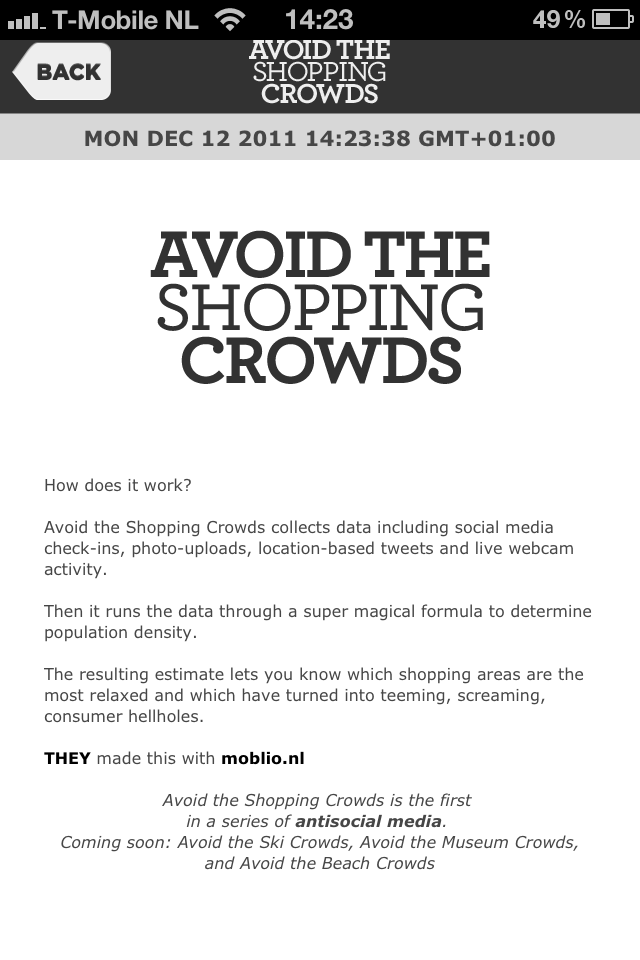 T-Mobile NL 14:23 49%
BACK
AVOID THE
SHOPPING
CROWDS
MON DEC 12 2011 14:23:38 GMT+01:00
AVOID THE
SHOPPING
CROWDS
How does it work?
Avoid the Shopping Crowds collects data including social media
check-ins, photo-uploads, location-based tweets and live webcam
activity.
Then it runs the data through a super magical formula to determine
population density.
The resulting estimate lets you know which shopping areas are the
most relaxed and which have turned into teeming, screaming,
consumer hellholes.
THEY made this with moblio.nl
Avoid the Shopping Crowds is the first
in a series of antisocial media.
Coming soon: Avoid the Ski Crowds, Avoid the Museum Crowds,
and Avoid the Beach Crowds